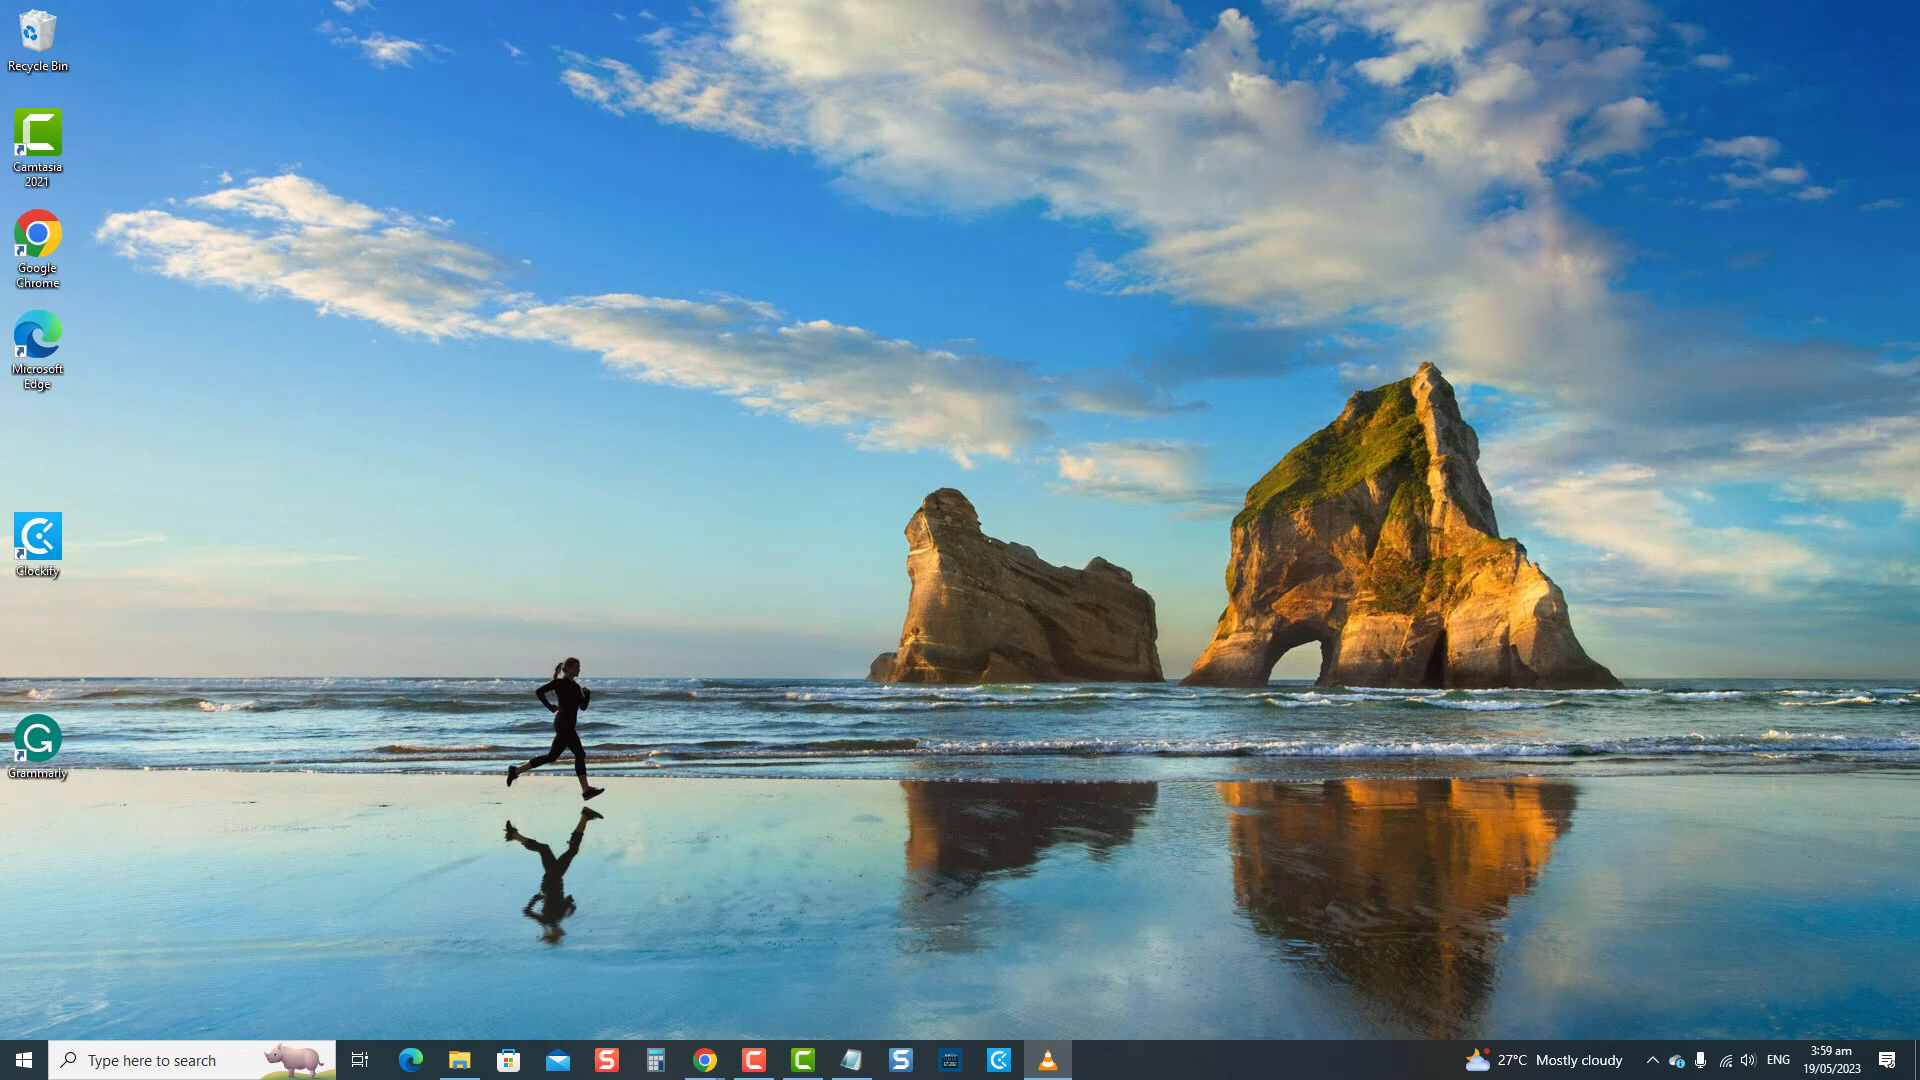 Recycle Bin
Camtasia
2021
Google
Chrome
Microsoft
Edge
Clockify
Grammarly
Type here to search
27°C Mostly cloudy
ENG
3:59 am
19/05/2023